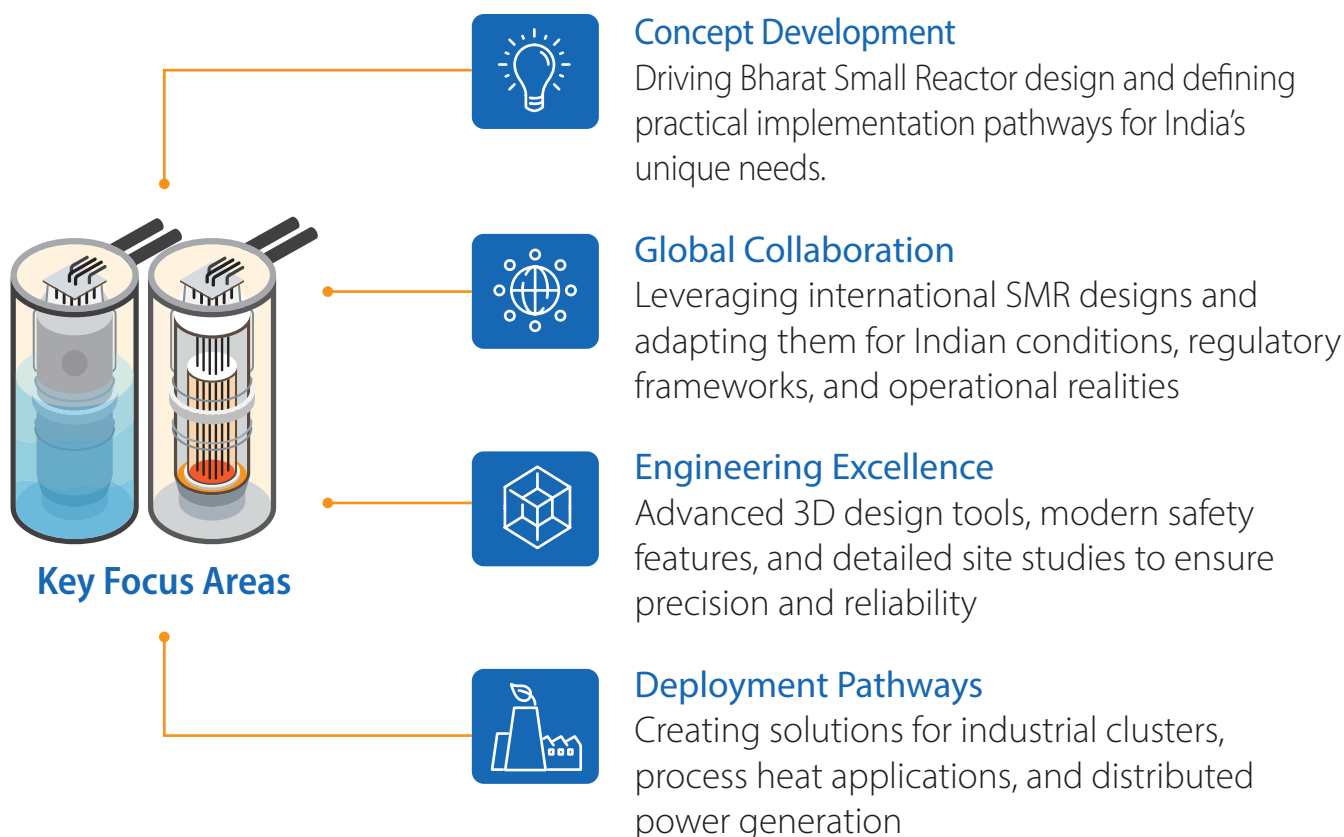 Concept Development
Driving Bharat Small Reactor design and defining
practical implementation pathways for India’s
unique needs.
Global Collaboration
Leveraging international SMR designs and
adapting them for Indian conditions, regulatory
frameworks, and operational realities
Engineering Excellence
Advanced 3D design tools, modern safety
features, and detailed site studies to ensure
precision and reliability
Key Focus Areas
Deployment Pathways
Creating solutions for industrial clusters,
process heat applications, and distributed
power generation